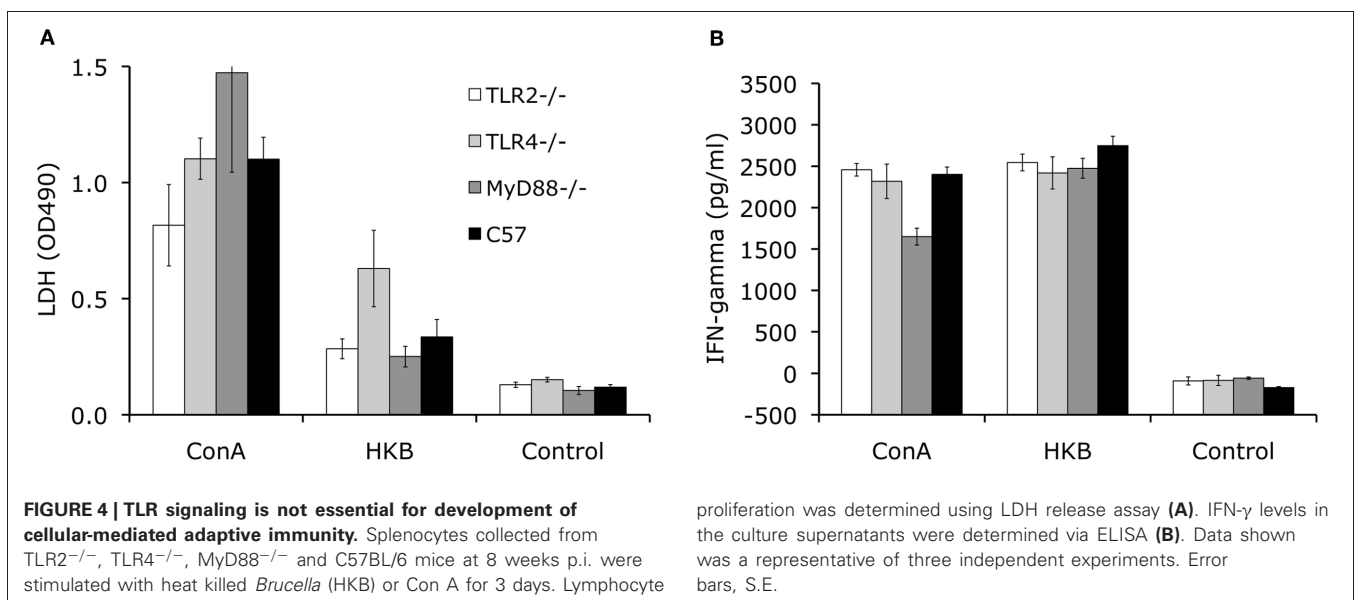 A
1.5
1.0
0.5
0.0
LDH (OD490)
TLR2-/-
TLR4-/-
MyD88-/-
C57
ConA
HKB
Control
B
3500
3000
2500
2000
1500
1000
500
0
-500
IFN-gamma (pg/ml)
ConA
HKB
Control
FIGURE 4 | TLR signaling is not essential for development of
cellular-mediated adaptive immunity. Splenocytes collected from
TLR2−/−, TLR4−/−, MyD88−/− and C57BL/6 mice at 8 weeks p.i. were
stimulated with heat killed Brucella (HKB) or Con A for 3 days. Lymphocyte
proliferation was determined using LDH release assay (A). IFN-γ levels in
the culture supernatants were determined via ELISA (B). Data shown
was a representative of three independent experiments. Error
bars, S.E.